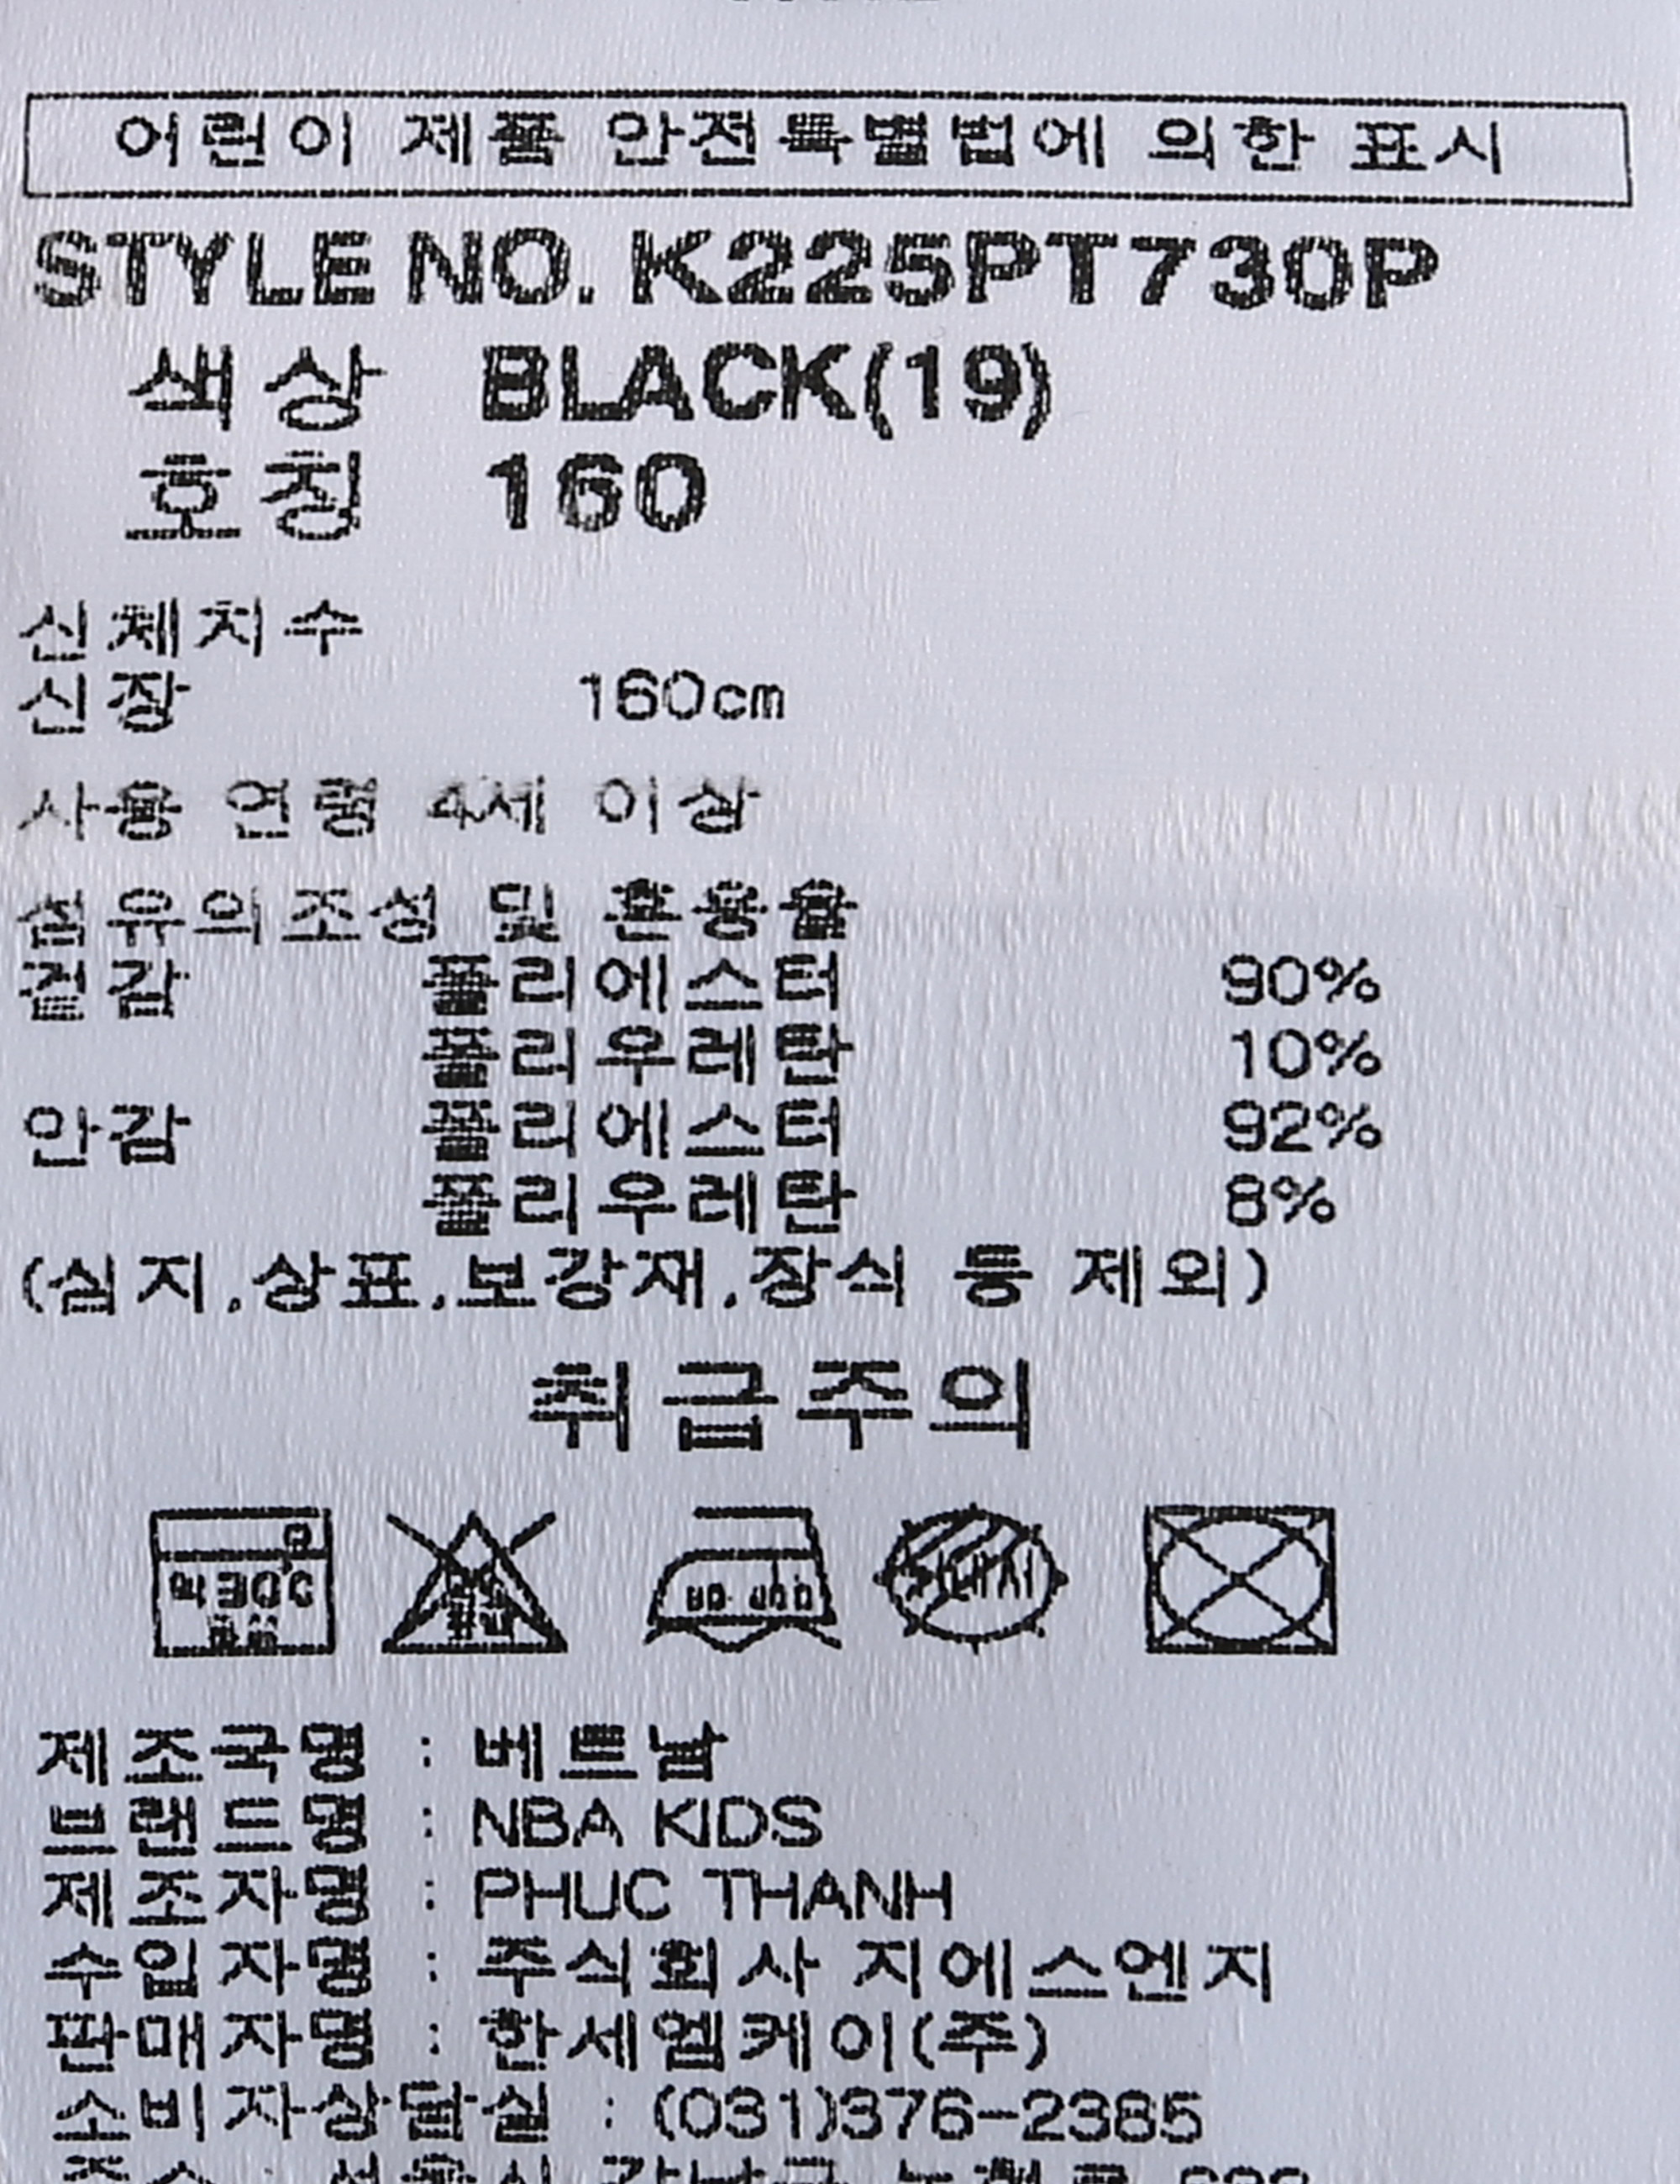 어린이 제품 안전특별법에 의한 표시
STYLE NO. K225PT730P
색상 BLACK(19)
호칭 160
신체치수
신장 160cm
사용 연령 4세 이상
섬유의조성 및 혼용율
겉감 폴리에스터 90%
폴리우레탄 10%
안감 폴리에스터 92%
폴리우레탄 8%
(심지,상표,보강재,장식 등 제외)
취급주의
약 30℃
제조국명 : 베트남
브랜드명 : NBA KIDS
제조자명 : PHUC THANH
수입자명 : 주식회사 지에스엔지
판매자명 : 한세엠케이(주)
소비자상담실 : (031)376-2385